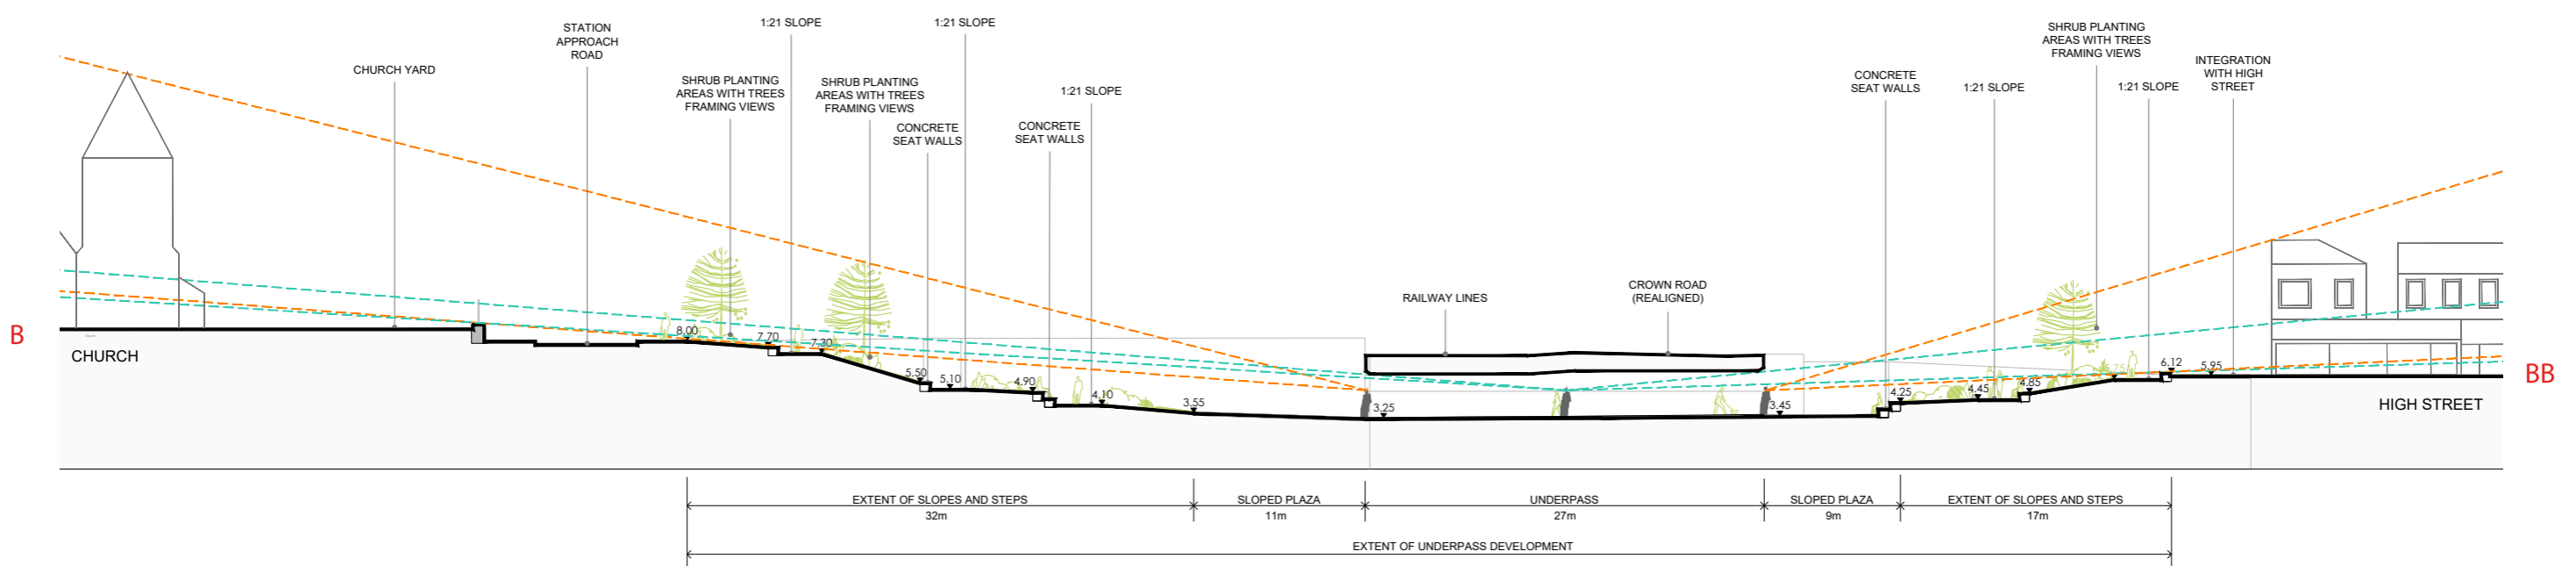 STATION
APPROACH
ROAD
1:21 SLOPE
1:21 SLOPE
CHURCH YARD
SHRUB PLANTING
AREAS WITH TREES
FRAMING VIEWS
SHRUB PLANTING
AREAS WITH TREES
FRAMING VIEWS
CONCRETE
SEAT WALLS
1:21 SLOPE
CONCRETE
SEAT WALLS
RAILWAY LINES
CROWN ROAD
(REALIGNED)
CONCRETE
SEAT WALLS
1:21 SLOPE
SHRUB PLANTING
AREAS WITH TREES
FRAMING VIEWS
1:21 SLOPE
INTEGRATION
WITH HIGH
STREET
B
CHURCH
8.00
7.70
7.30
5.50
5.10
4.90
4.10
3.55
3.25
3.45
4.25
4.45
4.85
5.75
6.12
5.95
BB
HIGH STREET
EXTENT OF SLOPES AND STEPS
32m
SLOPED PLAZA
11m
UNDERPASS
27m
SLOPED PLAZA
9m
EXTENT OF SLOPES AND STEPS
17m
EXTENT OF UNDERPASS DEVELOPMENT